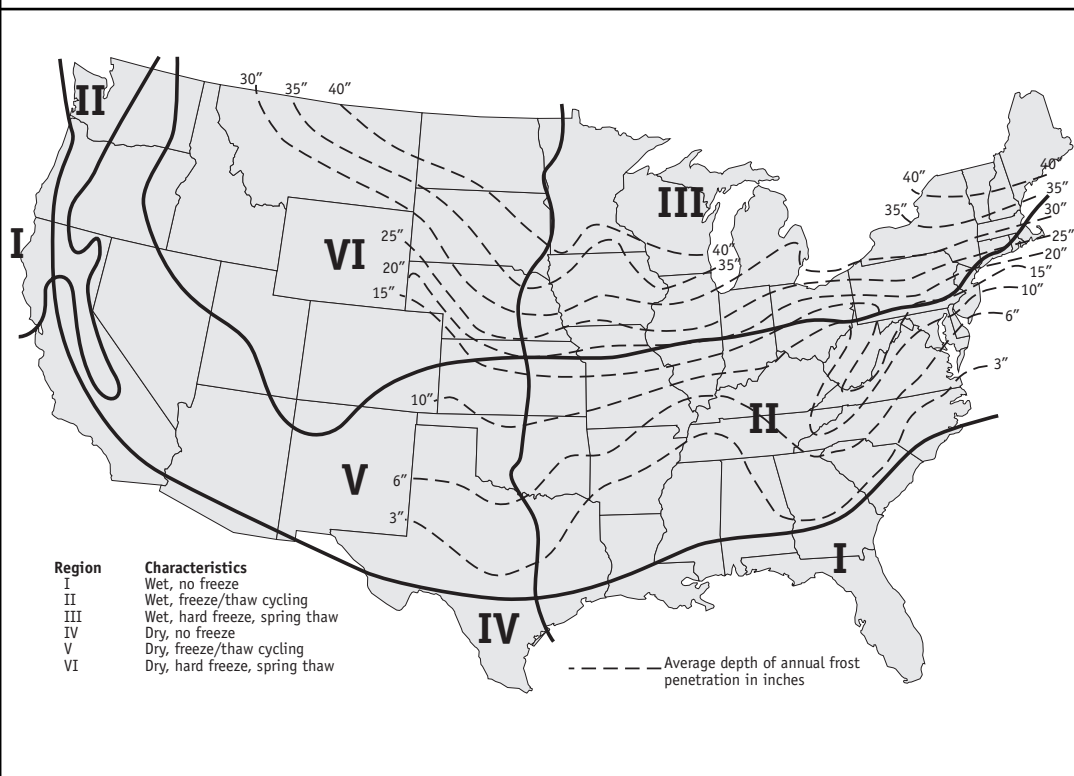 30” 35” 40”
II
40”
40”
III
35”
35”
30”
I
VI
25”
40”
35”
25”
20”
20”
15”
15”
10”
6”
3”
10”
II
V
6”
3”
I
Region Characteristics
I Wet, no freeze
II Wet, freeze/thaw cycling
III Wet, hard freeze, spring thaw
IV Dry, no freeze
V Dry, freeze/thaw cycling
VI Dry, hard freeze, spring thaw
IV
Average depth of annual frost
penetration in inches